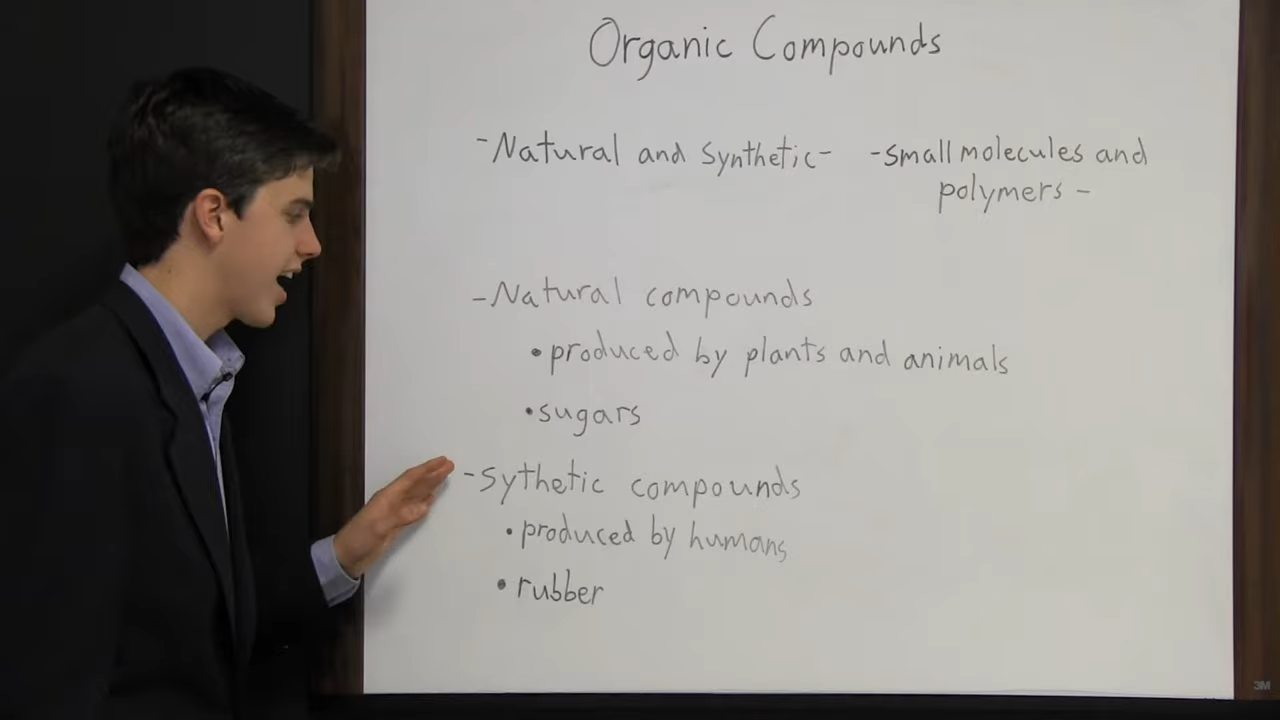 Organic Compounds
-Natural and synthetic- -small molecules and
polymers-
-Natural compounds
•produced by plants and animals
•sugars
-sythetic compounds
•produced by humans
•rubber
3M